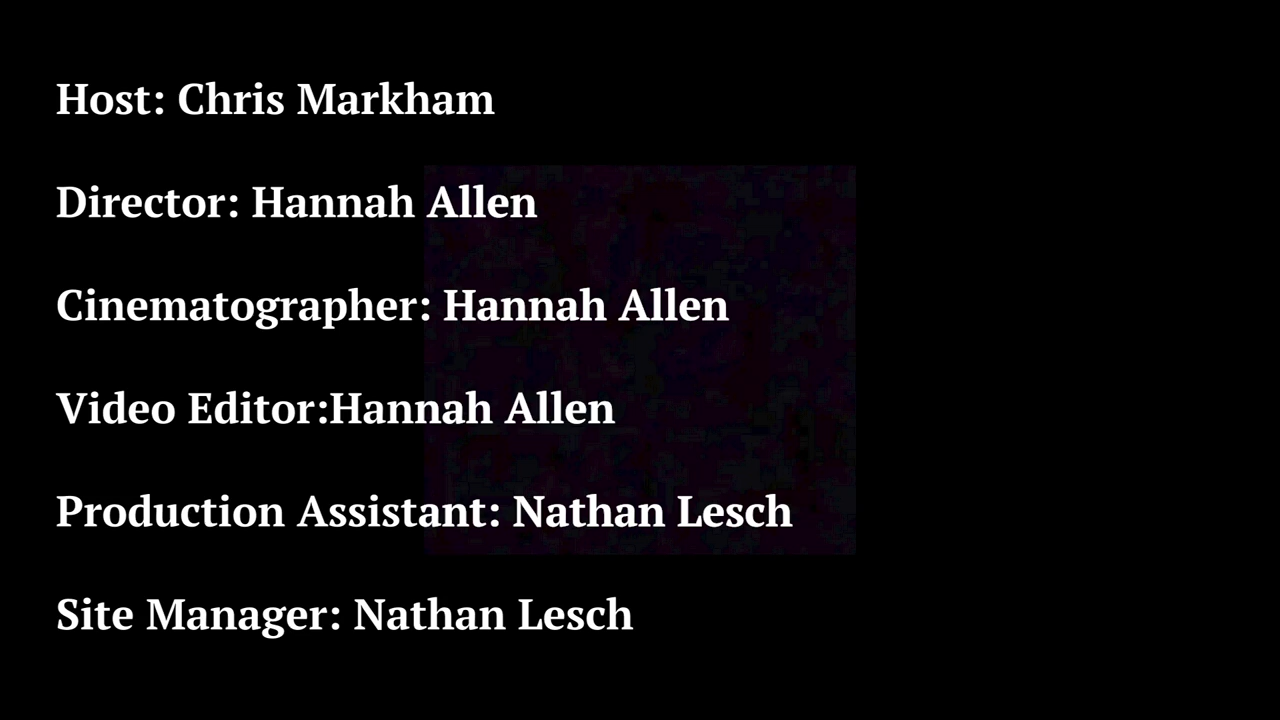 Host: Chris Markham
Director: Hannah Allen
Cinematographer: Hannah Allen
Video Editor:Hannah Allen
Production Assistant: Nathan Lesch
Site Manager: Nathan Lesch